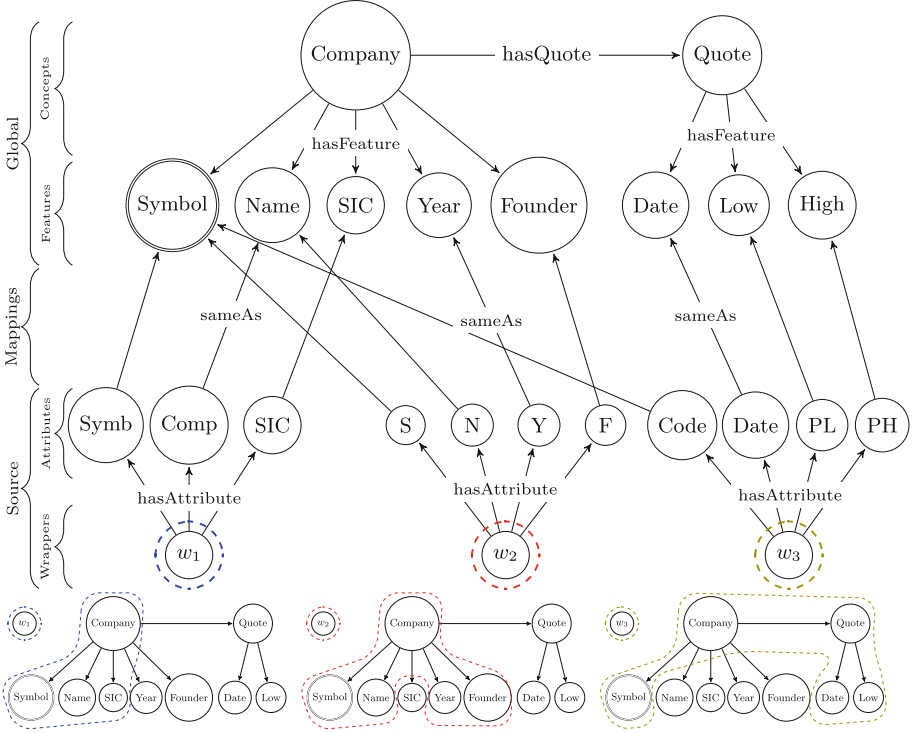 Company
hasQuote
Quote
Concepts
Global
hasFeature
hasFeature
Features
Symbol
Name
SIC
Year
Founder
Date
Low
High
Mappings
sameAs
sameAs
sameAs
Attributes
Source
Symb
Comp
SIC
S
N
Y
F
Code
Date
PL
PH
hasAttribute
hasAttribute
hasAttribute
Wrappers
w1
w2
w3
w1
Company
Quote
Symbol
Name
SIC
Year
Founder
Date
Low
w2
Company
Quote
Symbol
Name
SIC
Year
Founder
Date
Low
w3
Company
Quote
Symbol
Name
SIC
Year
Founder
Date
Low